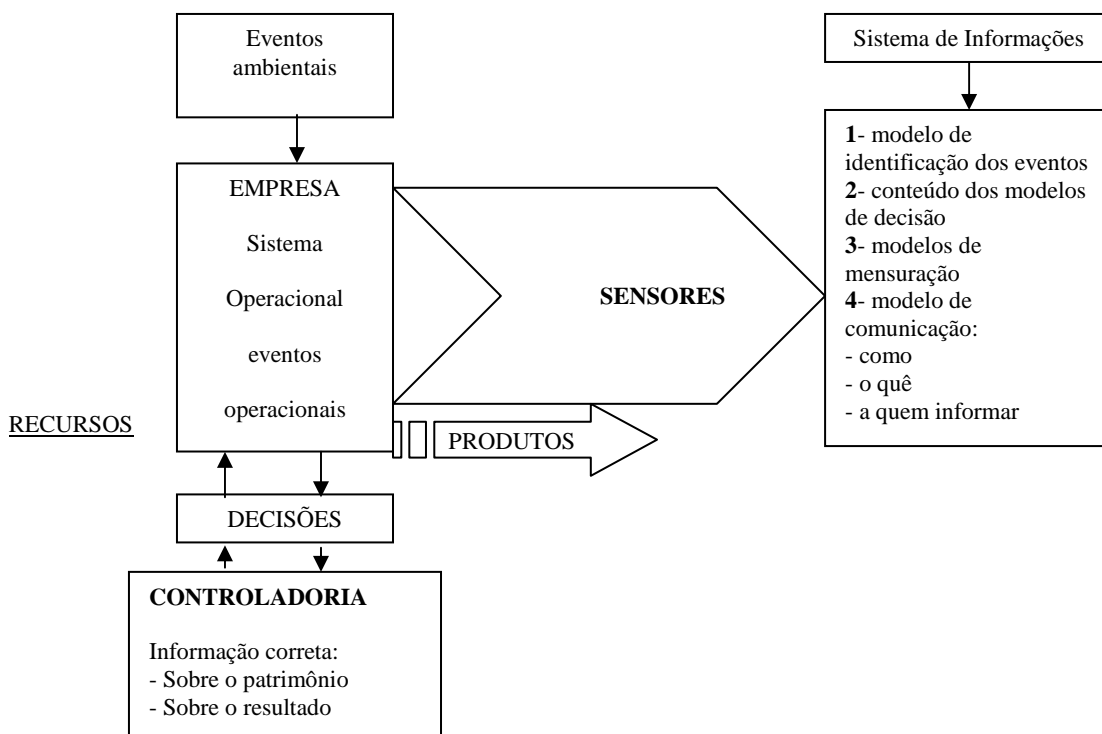 Eventos
ambientais
Sistema de Informações
EMPRESA
Sistema
Operacional
eventos
operacionais
SENSORES
1- modelo de
identificação dos eventos
2- conteúdo dos modelos
de decisão
3- modelos de
mensuração
4- modelo de
comunicação:
- como
- o quê
- a quem informar
RECURSOS
PRODUTOS
DECISÕES
CONTROLADORIA
Informação correta:
- Sobre o patrimônio
- Sobre o resultado